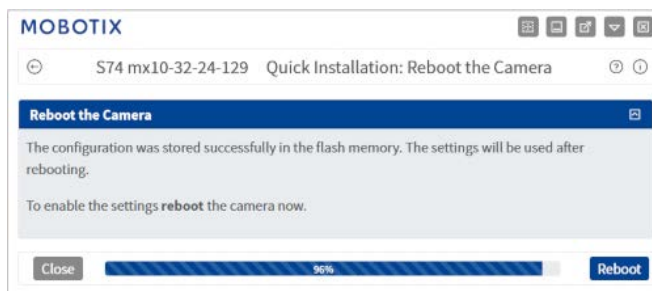 MOBOTIX
S74 mx10-32-24-129 Quick Installation: Reboot the Camera
Reboot the Camera
The configuration was stored successfully in the flash memory. The settings will be used after
rebooting.
To enable the settings reboot the camera now.
Close 96% Reboot